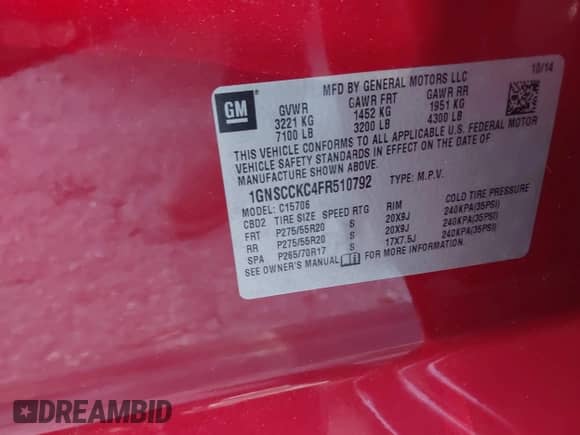 MFD BY GENERAL MOTORS LLC
10/14
GM
GVWR GAWR FRT GAWR RR
3221 KG 1452 KG 1951 KG
7100 LB 3200 LB 4300 LB
THIS VEHICLE CONFORMS TO ALL APPLICABLE U.S. FEDERAL MOTOR
VEHICLE SAFETY STANDARDS IN EFFECT ON THE DATE OF
MANUFACTURE SHOWN ABOVE.
1GNSCCKC4FR510792 TYPE: M.P.V.
MODEL: C15706
CBD2 TIRE SIZE SPEED RTG RIM COLD TIRE PRESSURE
FRT P275/55R20 S 20X9J 240KPA(35PSI)
RR P275/55R20 S 20X9J 240KPA(35PSI)
SPA P265/70R17 S 17X7.5J 240KPA(35PSI)
SEE OWNER'S MANUAL FOR MORE INFORMATION.
DREAMBID